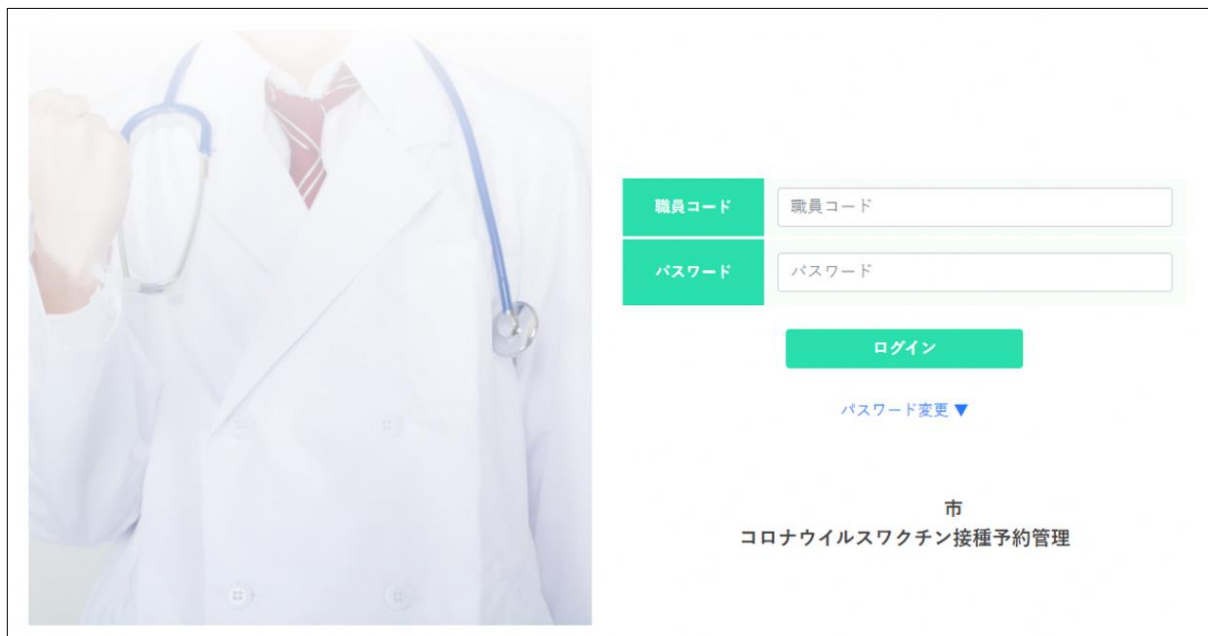 職員コード 職員コード
パスワード パスワード
ログイン
パスワード変更 ▼
市
コロナウイルスワクチン接種予約管理